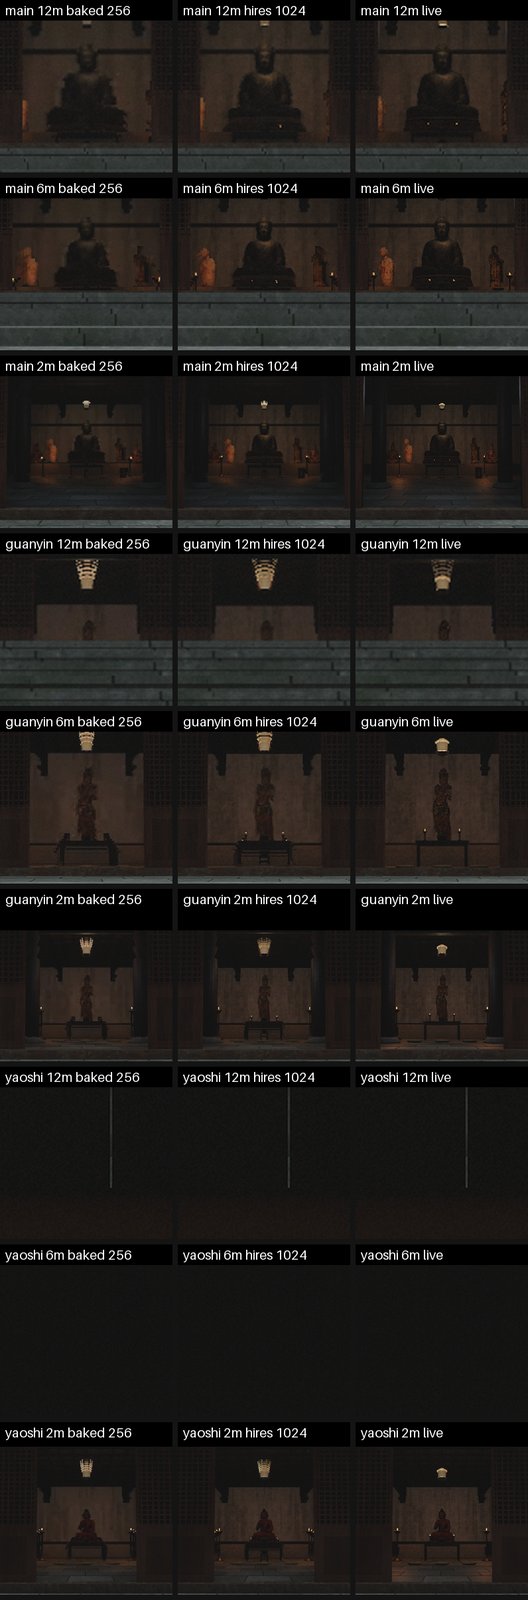 main 12m baked 256
main 12m hires 1024
main 12m live
main 6m baked 256
main 6m hires 1024
main 6m live
main 2m baked 256
main 2m hires 1024
main 2m live
guanyin 12m baked 256
guanyin 12m hires 1024
guanyin 12m live
guanyin 6m baked 256
guanyin 6m hires 1024
guanyin 6m live
guanyin 2m baked 256
guanyin 2m hires 1024
guanyin 2m live
yaoshi 12m baked 256
yaoshi 12m hires 1024
yaoshi 12m live
yaoshi 6m baked 256
yaoshi 6m hires 1024
yaoshi 6m live
yaoshi 2m baked 256
yaoshi 2m hires 1024
yaoshi 2m live